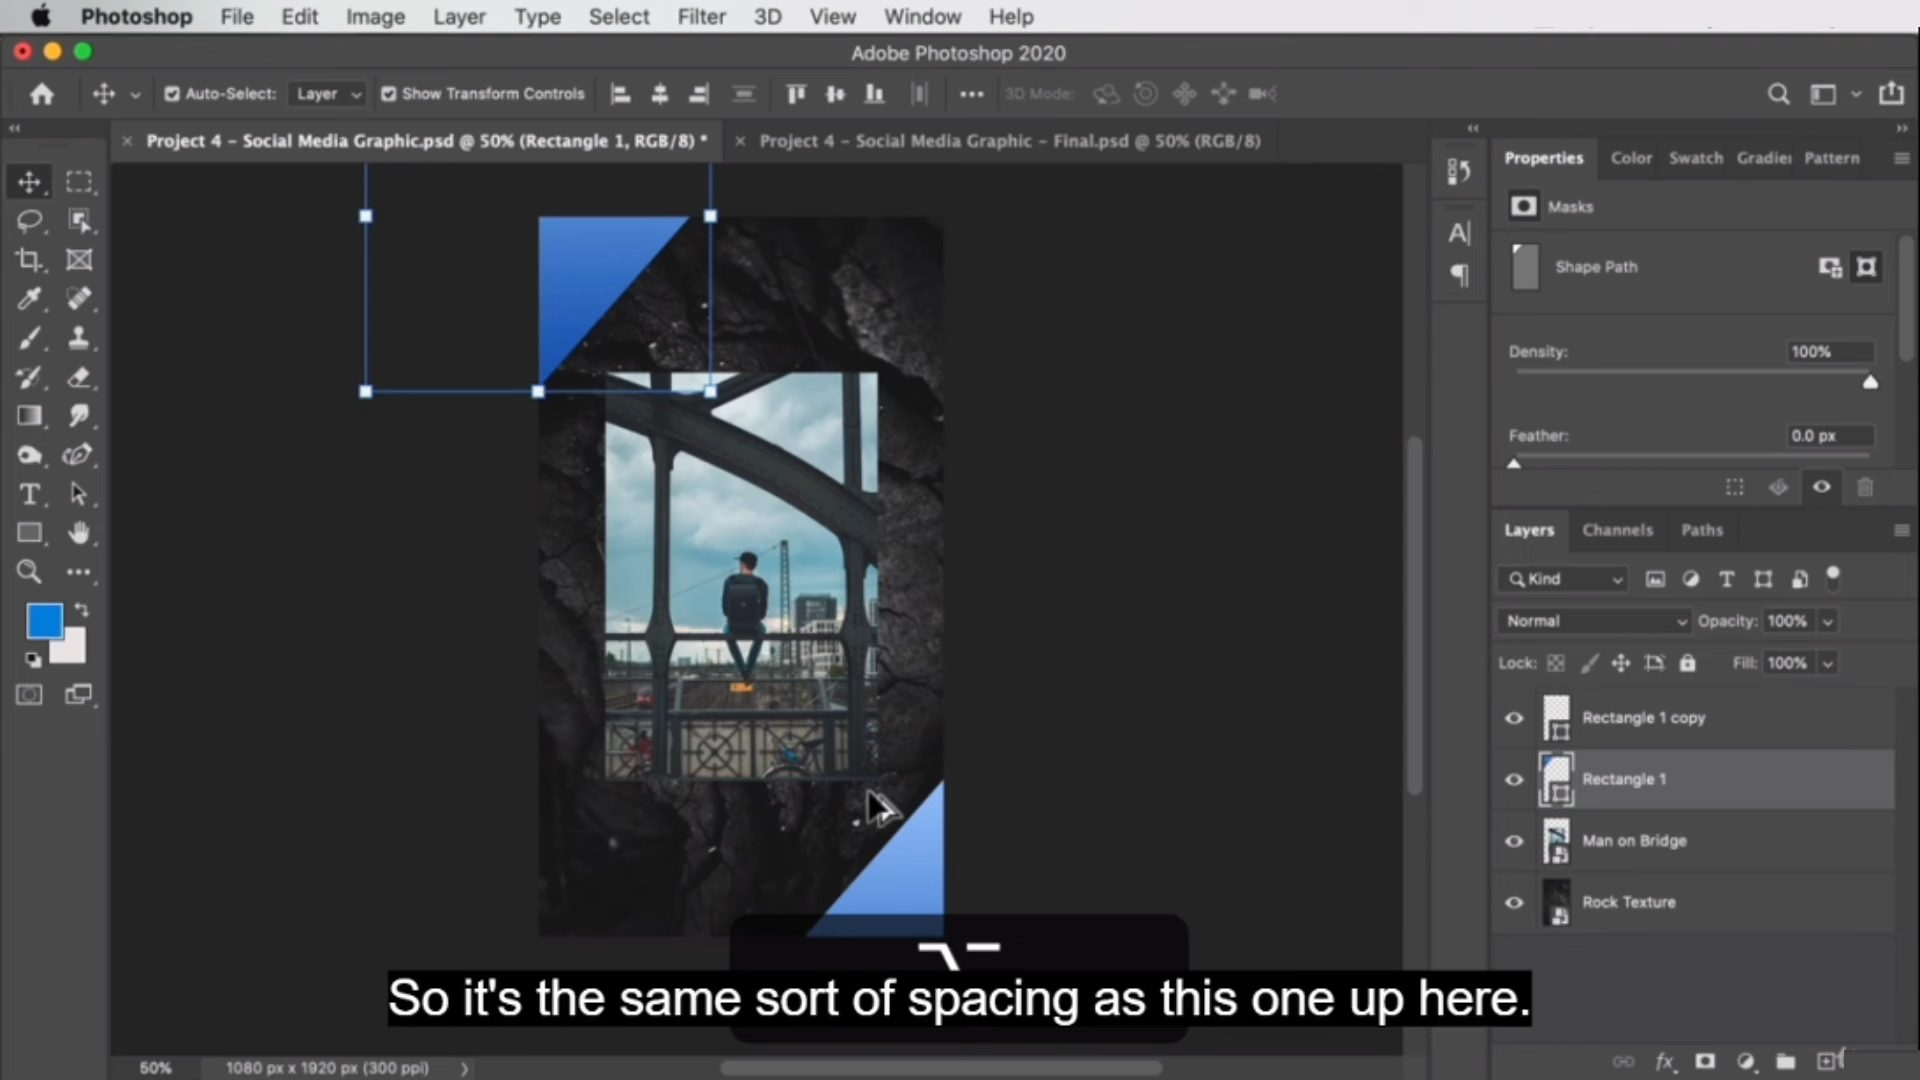 Photoshop File Edit Image Layer Type Select Filter 3D View Window Help
Adobe Photoshop 2020
Auto-Select: Layer Show Transform Controls 3D Mode:
Project 4 – Social Media Graphic.psd @ 50% (Rectangle 1, RGB/8) *
Project 4 – Social Media Graphic – Final.psd @ 50% (RGB/8)
Properties Color Swatch Gradier Pattern
Masks
Shape Path
Density: 100%
Feather: 0.0 px
Layers Channels Paths
Kind
Normal Opacity: 100%
Lock: Fill: 100%
Rectangle 1 copy
Rectangle 1
Man on Bridge
Rock Texture
So it's the same sort of spacing as this one up here.
50% 1080 px x 1920 px (300 ppi)